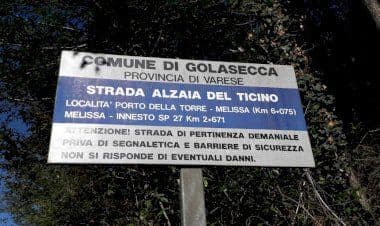 COMUNE DI GOLASECCA
PROVINCIA DI VARESE
STRADA ALZAIA DEL TICINO
LOCALITA' PORTO DELLA TORRE - MELISSA (Km 6+075)
MELISSA - INNESTO SP 27 Km 2+671
ATTENZIONE! STRADA DI PERTINENZA DEMANIALE
PRIVA DI SEGNALETICA E BARRIERE DI SICUREZZA
NON SI RISPONDE DI EVENTUALI DANNI.